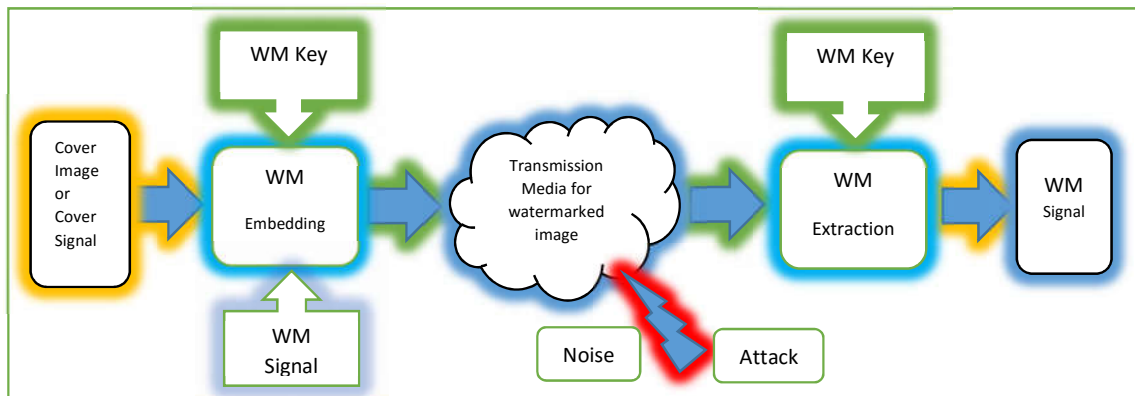 WM Key
WM Key
Cover
Image
or
Cover
Signal
WM
Embedding
Transmission
Media for
watermarked
image
WM
Extraction
WM
Signal
WM
Signal
Noise
Attack